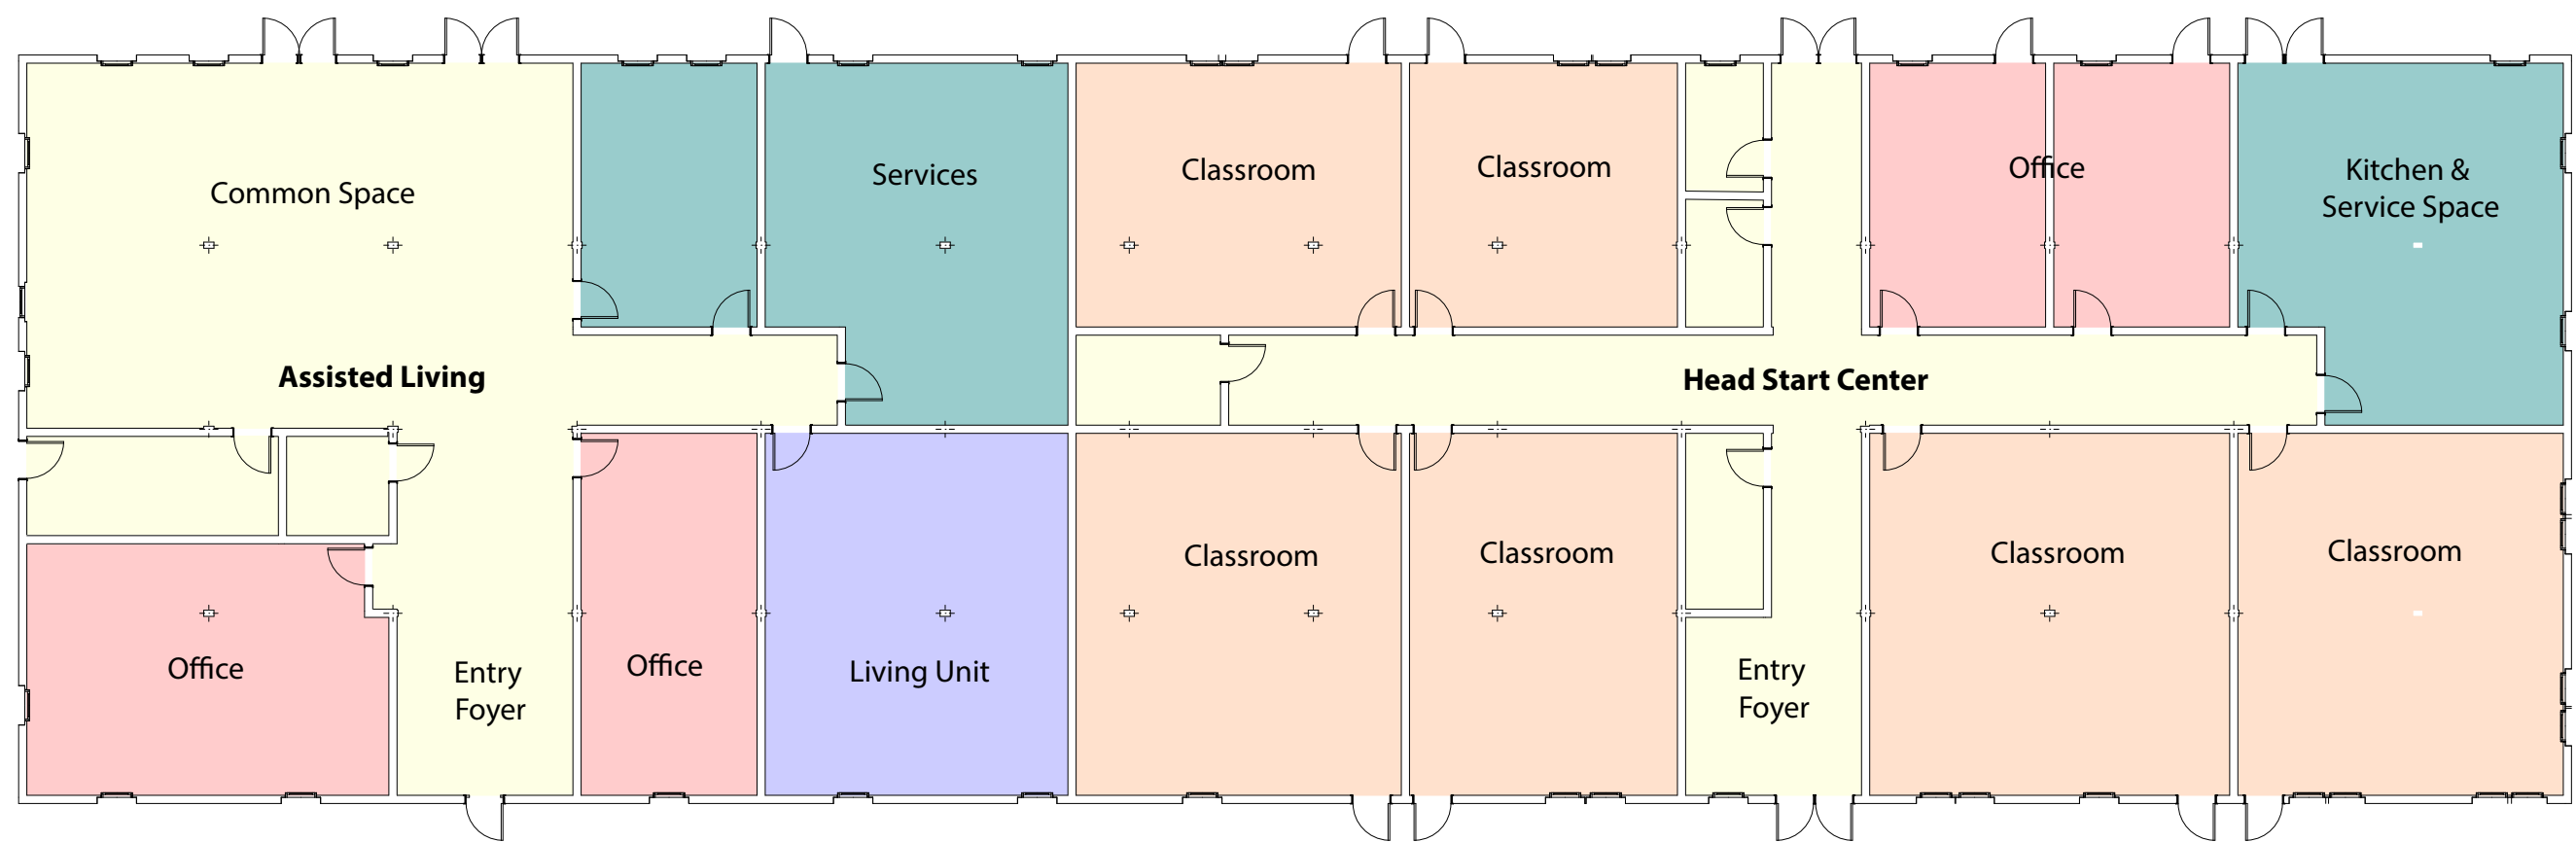 Common Space
Services
Classroom
Classroom
Office
Kitchen &
Service Space
Assisted Living
Head Start Center
Classroom
Classroom
Classroom
Classroom
Office
Entry
Foyer
Office
Living Unit
Entry
Foyer